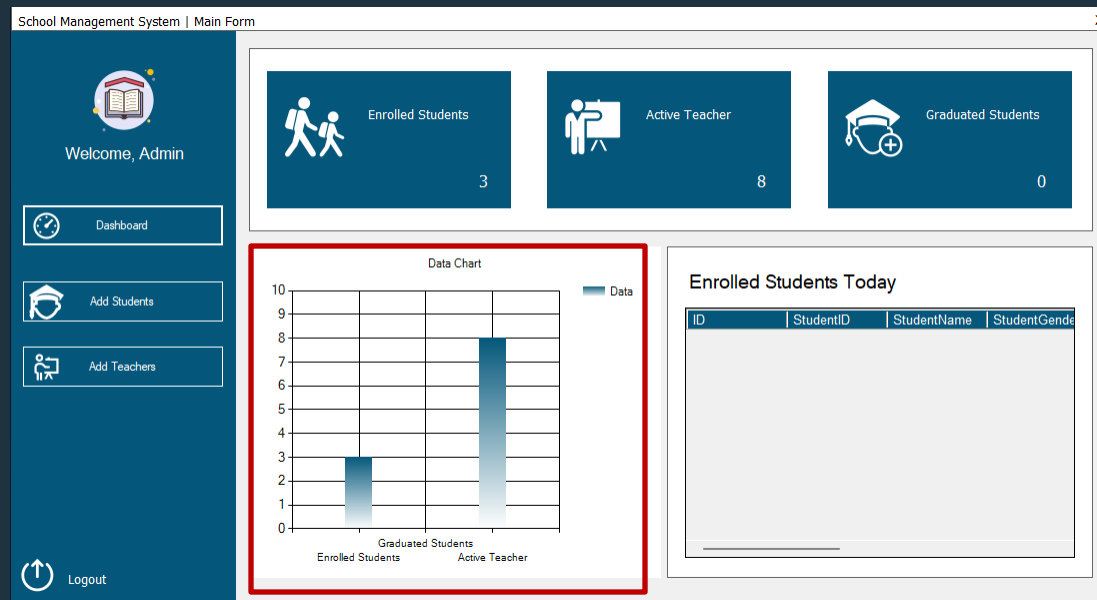 School Management System | Main Form
Welcome, Admin
Dashboard
Add Students
Add Teachers
Logout
Enrolled Students
3
Active Teacher
8
Graduated Students
0
Data Chart
Data
10
9
8
7
6
5
4
3
2
1
0
Graduated Students
Enrolled Students Active Teacher
Enrolled Students Today
ID StudentID StudentName StudentGende